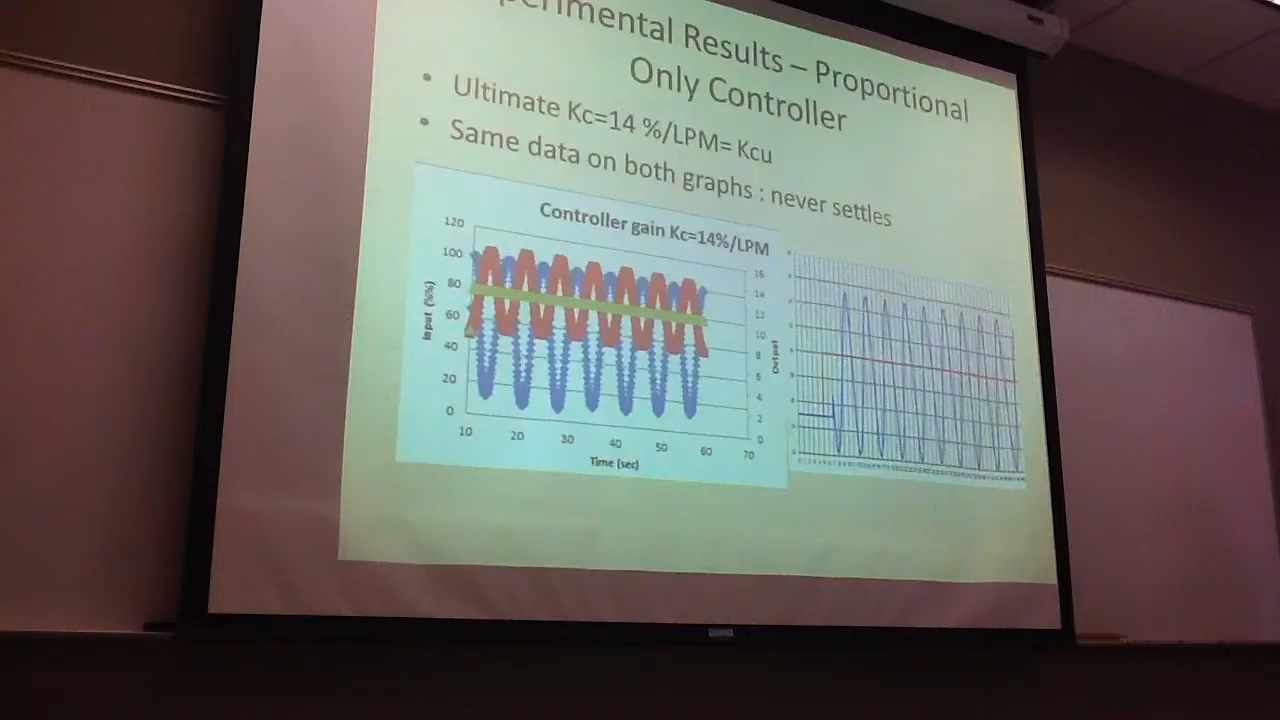 perimental Results – Proportional
Only Controller
• Ultimate Kc=14 %/LPM= Kcu
• Same data on both graphs ; never settles
Controller gain Kc=14%/LPM
120
100
80
60
40
20
0
Input (%)
10 20 30 40 50 60 70
Time (sec)
16
14
12
10
8
6
4
2
0
Output